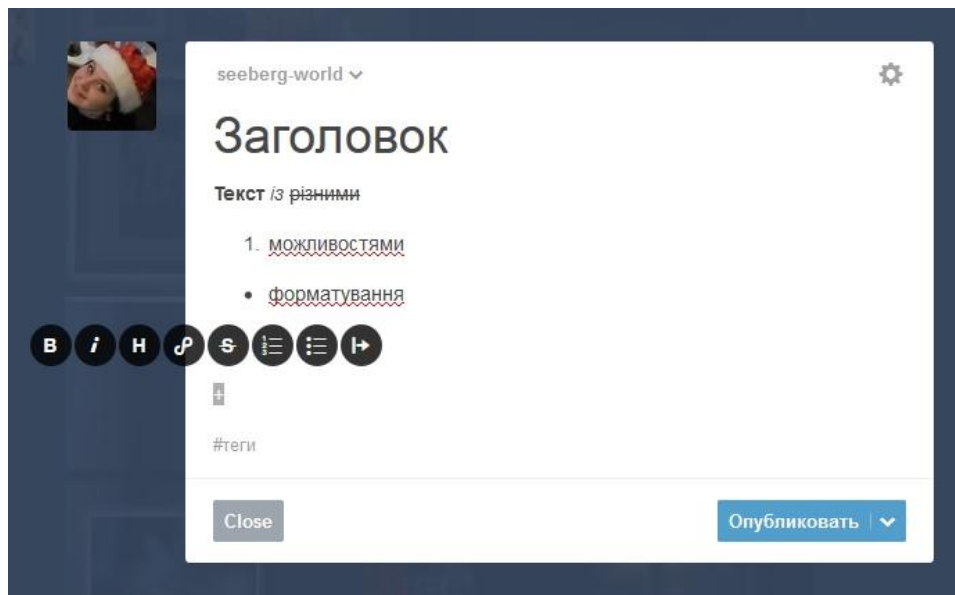 seeberg-world
Заголовок
Текст із різними
1. можливостями
• форматування
B i H S
+
#теги
Close Опубликовать